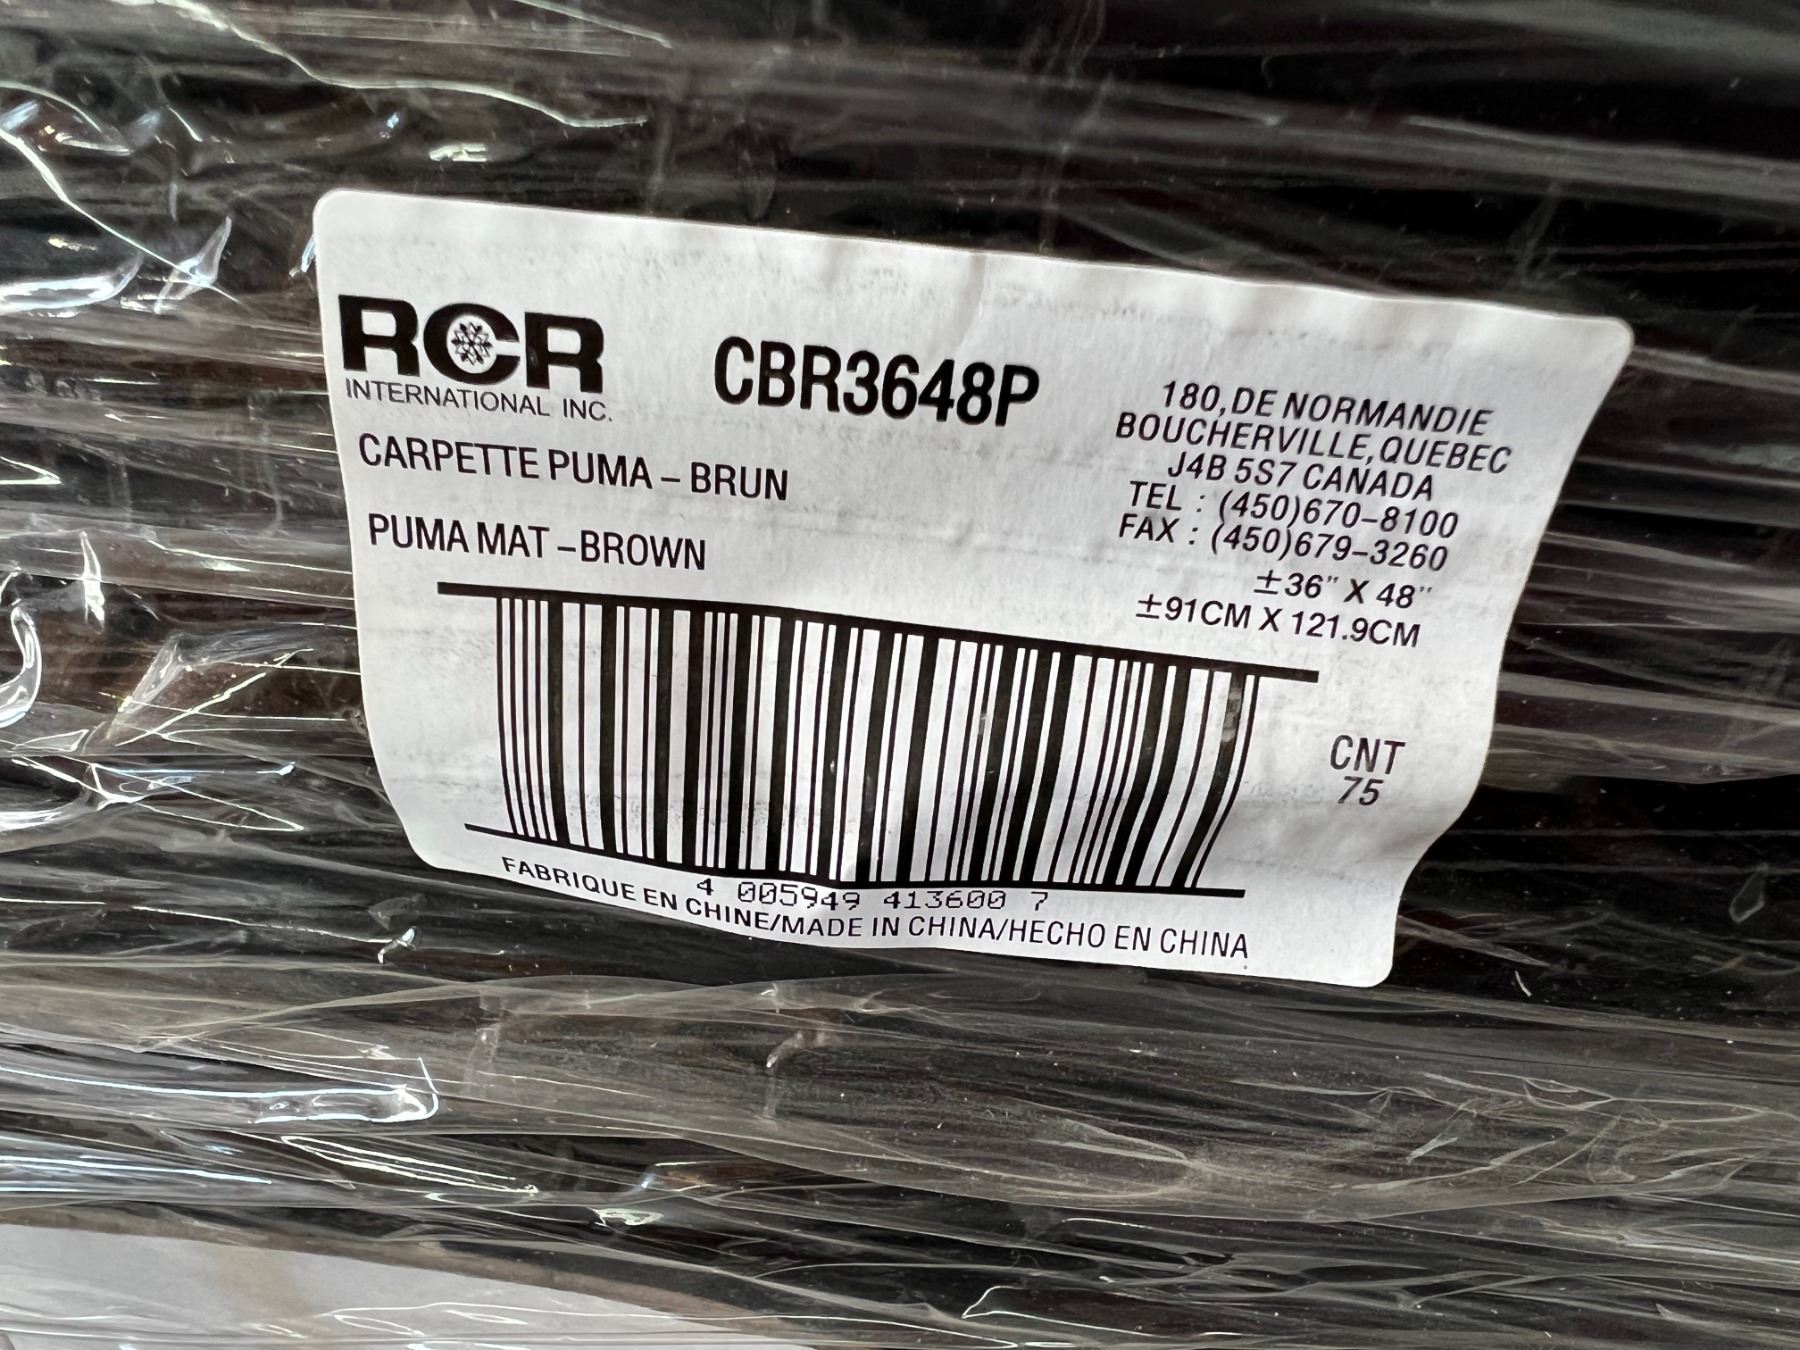 RCR
INTERNATIONAL INC.
CBR3648P
180,DE NORMANDIE
BOUCHERVILLE,QUEBEC
J4B 5S7 CANADA
TEL : (450)670-8100
FAX : (450)679-3260
±36" X 48"
±91CM X 121.9CM
CARPETTE PUMA – BRUN
PUMA MAT –BROWN
CNT
75
4 005949 413600 7
FABRIQUE EN CHINE/MADE IN CHINA/HECHO EN CHINA